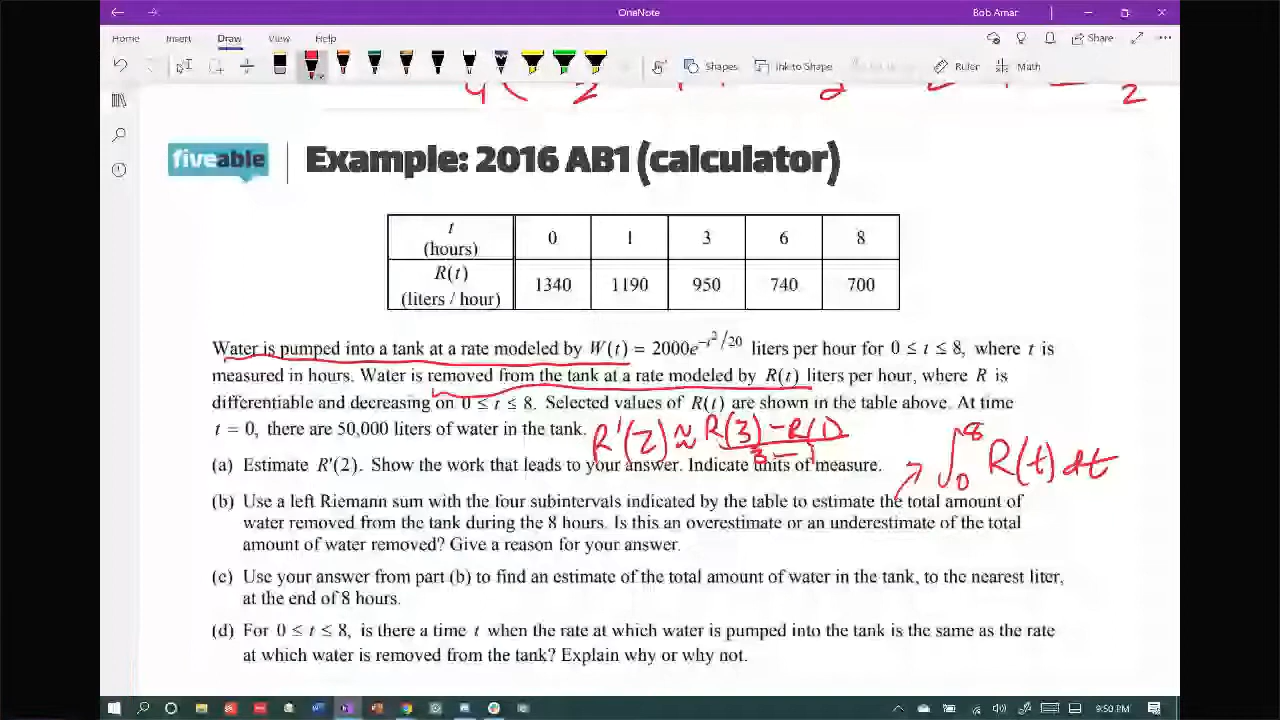 OneNote
Bob Amar
Home Insert Draw View Help
Shapes Ink to Shape Ruler Math Share
4 ( 2 2 2
fiveable
Example: 2016 AB1 (calculator)
t (hours) 0 1 3 6 8
R(t) (liters / hour) 1340 1190 950 740 700
Water is pumped into a tank at a rate modeled by W(t) = 2000e^{-t^2/20} liters per hour for 0 ≤ t ≤ 8, where t is
measured in hours. Water is removed from the tank at a rate modeled by R(t) liters per hour, where R is
differentiable and decreasing on 0 ≤ t ≤ 8. Selected values of R(t) are shown in the table above. At time
t = 0, there are 50,000 liters of water in the tank.
R'(2) ≈ R(3) - R(1) / 3 - 1
(a) Estimate R'(2). Show the work that leads to your answer. Indicate units of measure.
∫_0^8 R(t) dt
(b) Use a left Riemann sum with the four subintervals indicated by the table to estimate the total amount of
water removed from the tank during the 8 hours. Is this an overestimate or an underestimate of the total
amount of water removed? Give a reason for your answer.
(c) Use your answer from part (b) to find an estimate of the total amount of water in the tank, to the nearest liter,
at the end of 8 hours.
(d) For 0 ≤ t ≤ 8, is there a time t when the rate at which water is pumped into the tank is the same as the rate
at which water is removed from the tank? Explain why or why not.
9:50 PM